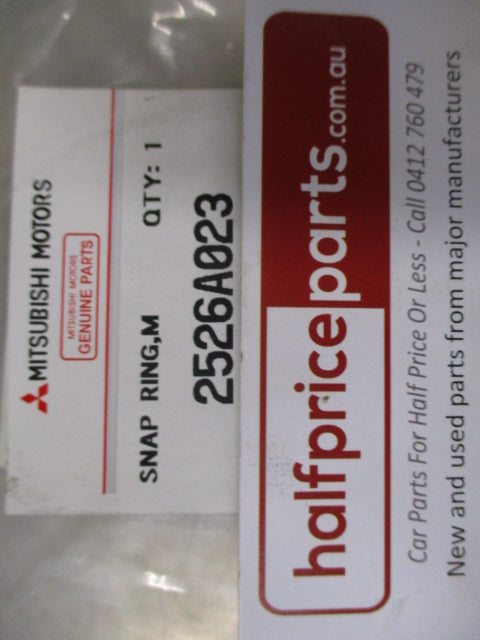 MITSUBISHI MOTORS
MITSUBISHI MOTORS
GENUINE PARTS
SNAP RING,M QTY: 1
2526A023
halfpriceparts.com.au
Car Parts For Half Price Or Less - Call 0412 760 479
New and used parts from major manufacturers